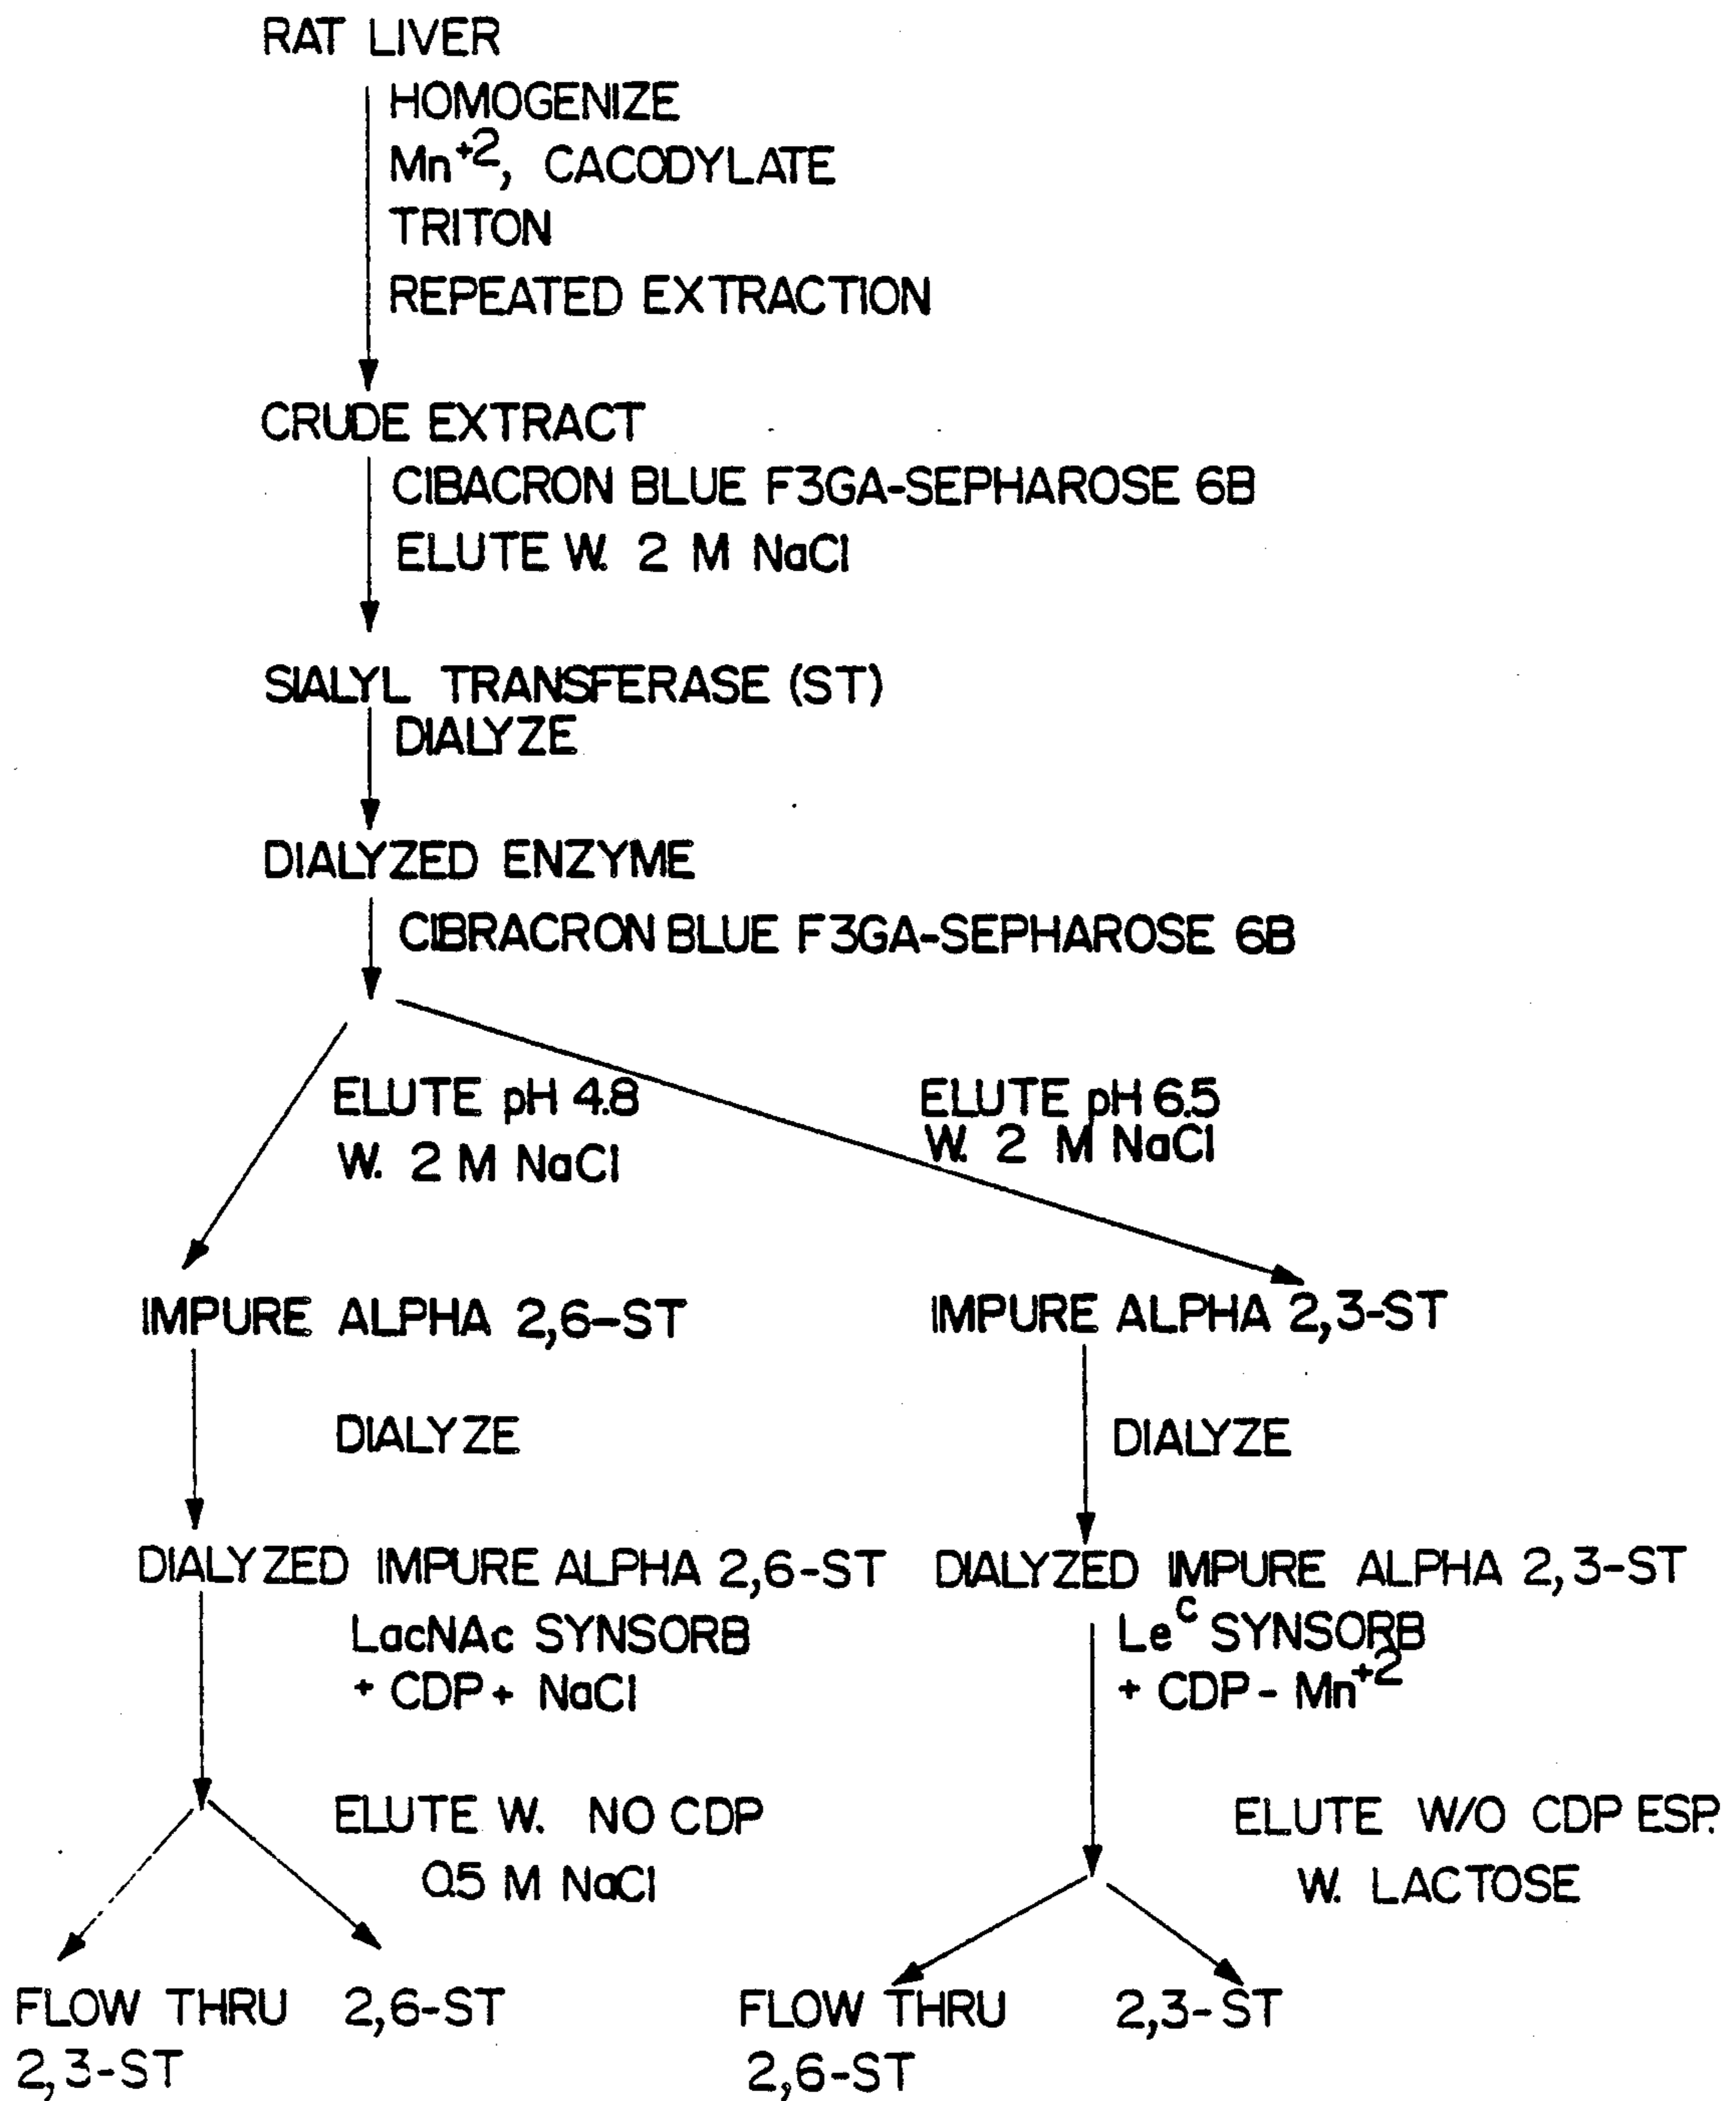 RAT LIVER
HOMOGENIZE
Mn+2, CACODYLATE
TRITON
REPEATED EXTRACTION
CRUDE EXTRACT
CIBACRON BLUE F3GA-SEPHAROSE 6B
ELUTE W. 2 M NaCl
SIALYL TRANSFERASE (ST)
DIALYZE
DIALYZED ENZYME
CIBRACRON BLUE F3GA-SEPHAROSE 6B
ELUTE pH 4.8
W. 2 M NaCl
ELUTE pH 6.5
W. 2 M NaCl
IMPURE ALPHA 2,6-ST
IMPURE ALPHA 2,3-ST
DIALYZE
DIALYZE
DIALYZED IMPURE ALPHA 2,6-ST
DIALYZED IMPURE ALPHA 2,3-ST
LacNAc SYNSORB
+ CDP + NaCl
Lec SYNSORB
+ CDP - Mn+2
ELUTE W. NO CDP
0.5 M NaCl
ELUTE W/O CDP ESP.
W. LACTOSE
FLOW THRU
2,3-ST
2,6-ST
FLOW THRU
2,6-ST
2,3-ST